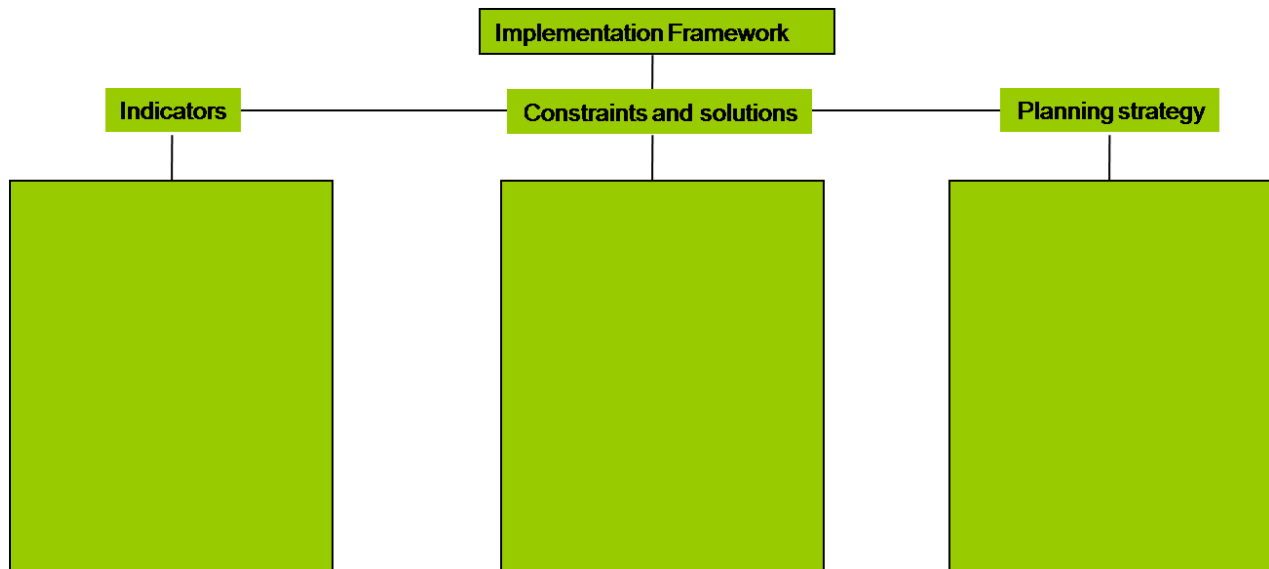 Implementation Framework
Indicators
Constraints and solutions
Planning strategy